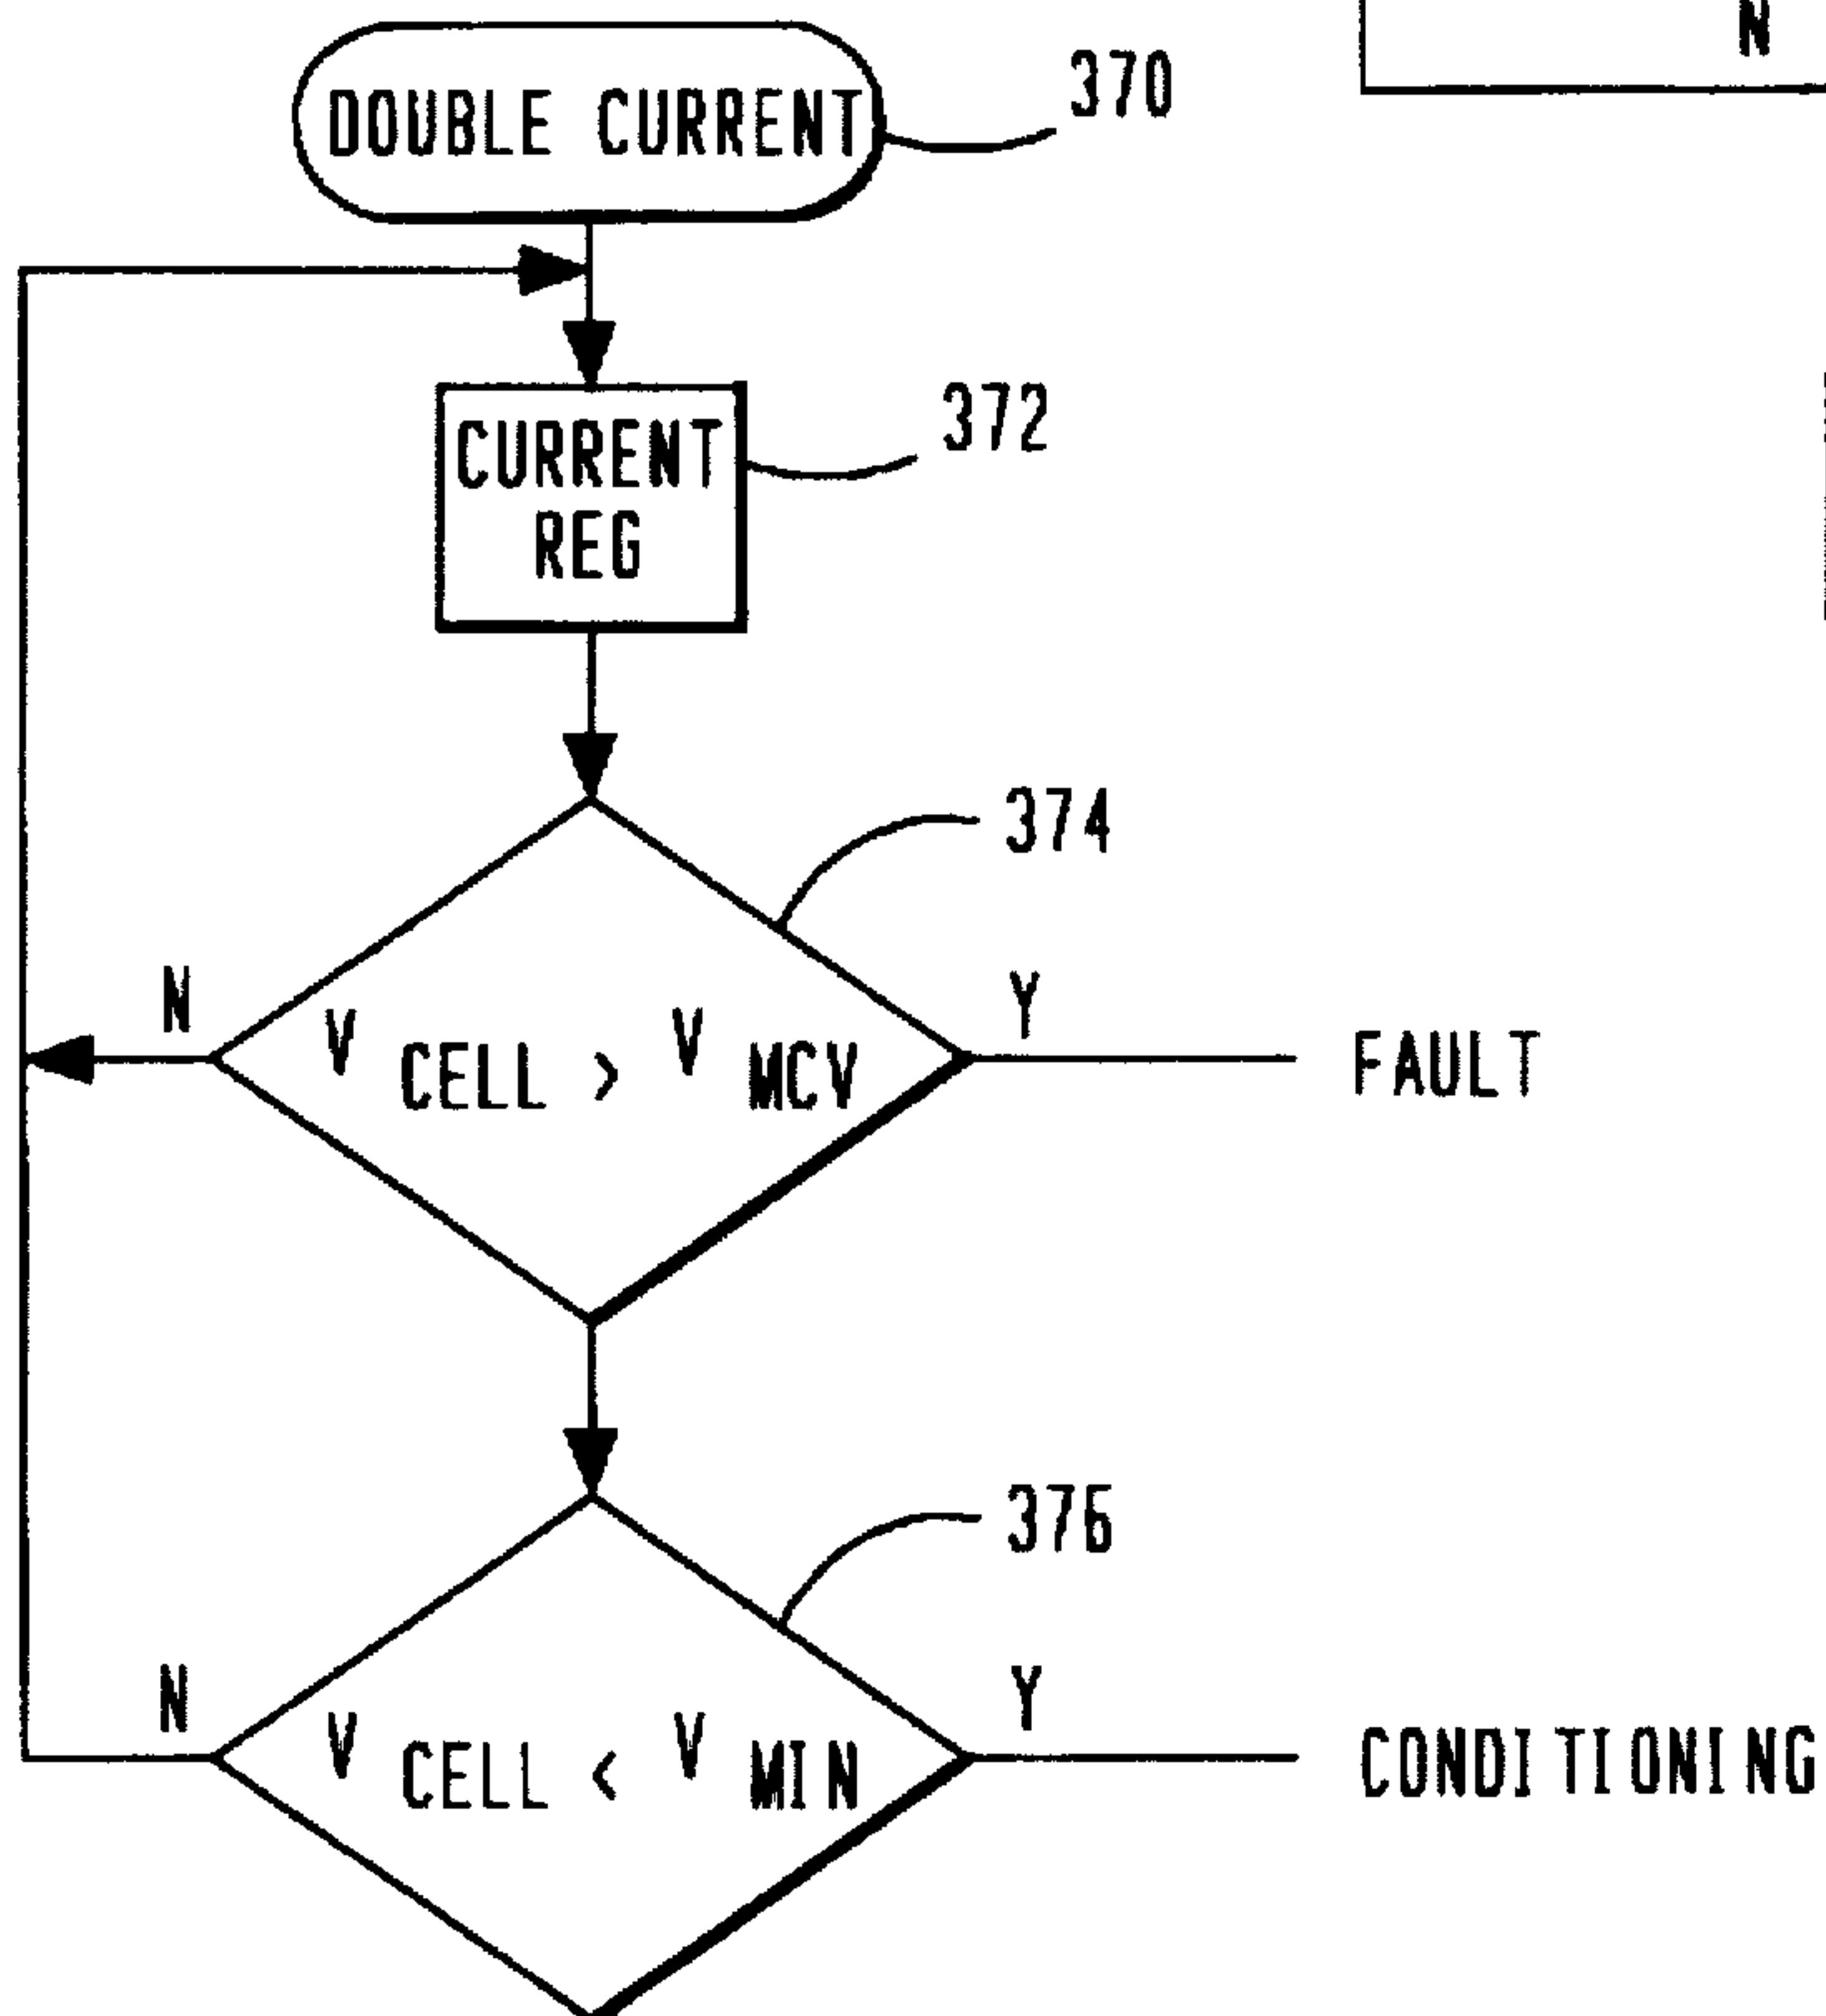 N
DOUBLE CURRENT
370
CURRENT
REG
372
374
N
V CELL > V MCV
Y
FAULT
376
N
V CELL < V MIN
Y
CONDITIONING